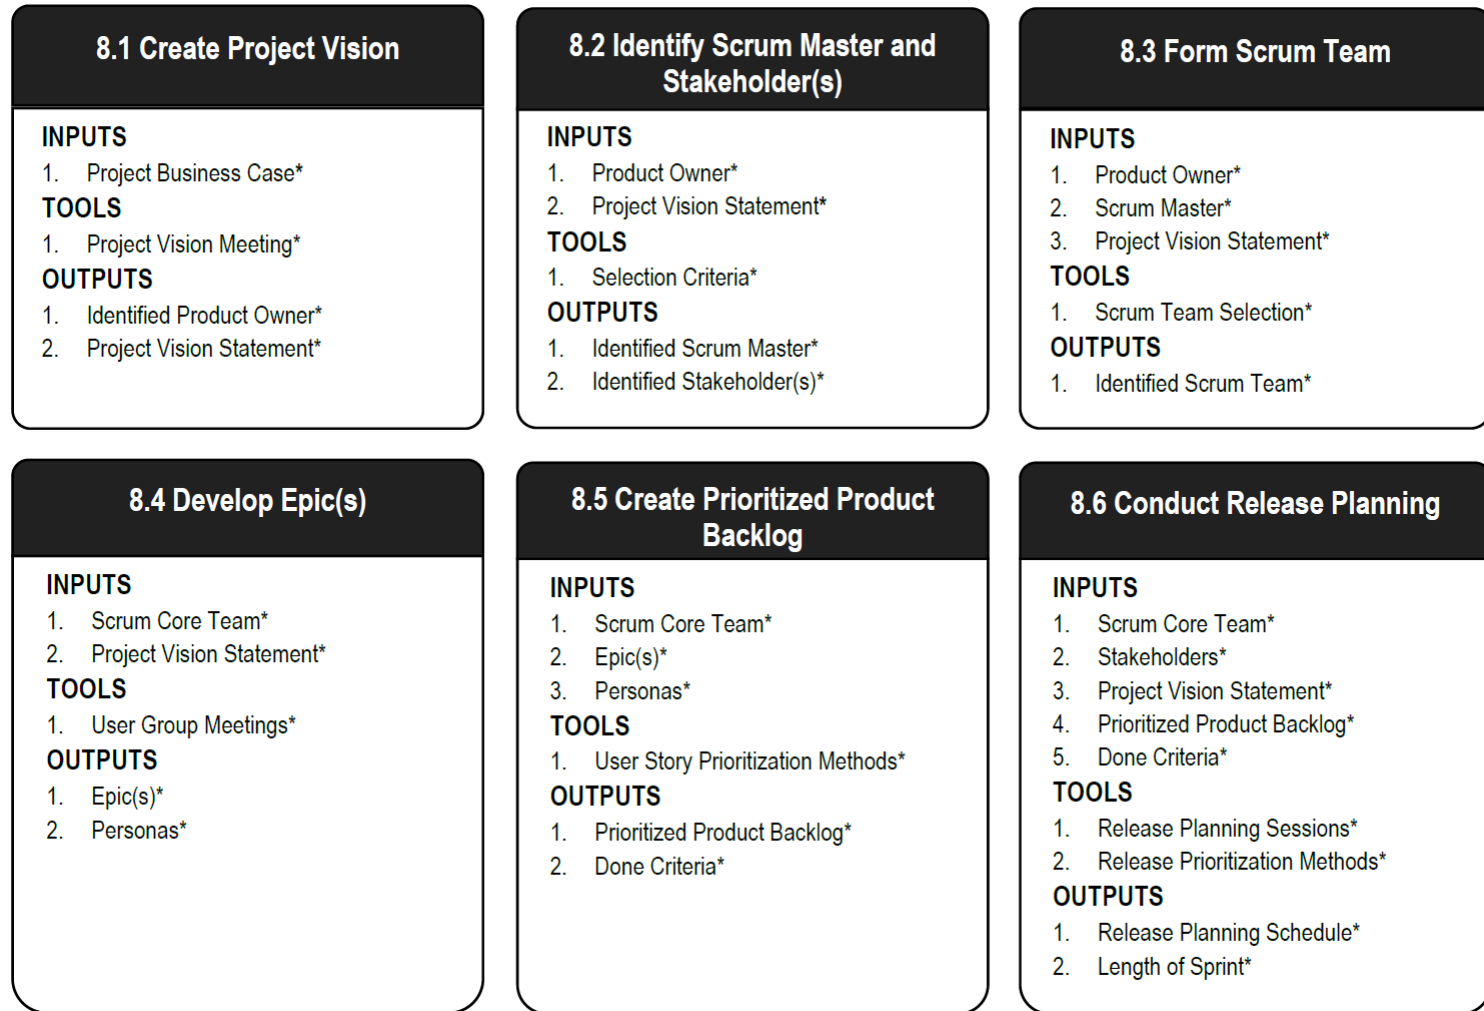 8.1 Create Project Vision
INPUTS
1. Project Business Case*
TOOLS
1. Project Vision Meeting*
OUTPUTS
1. Identified Product Owner*
2. Project Vision Statement*
8.2 Identify Scrum Master and
Stakeholder(s)
INPUTS
1. Product Owner*
2. Project Vision Statement*
TOOLS
1. Selection Criteria*
OUTPUTS
1. Identified Scrum Master*
2. Identified Stakeholder(s)*
8.3 Form Scrum Team
INPUTS
1. Product Owner*
2. Scrum Master*
3. Project Vision Statement*
TOOLS
1. Scrum Team Selection*
OUTPUTS
1. Identified Scrum Team*
8.4 Develop Epic(s)
INPUTS
1. Scrum Core Team*
2. Project Vision Statement*
TOOLS
1. User Group Meetings*
OUTPUTS
1. Epic(s)*
2. Personas*
8.5 Create Prioritized Product
Backlog
INPUTS
1. Scrum Core Team*
2. Epic(s)*
3. Personas*
TOOLS
1. User Story Prioritization Methods*
OUTPUTS
1. Prioritized Product Backlog*
2. Done Criteria*
8.6 Conduct Release Planning
INPUTS
1. Scrum Core Team*
2. Stakeholders*
3. Project Vision Statement*
4. Prioritized Product Backlog*
5. Done Criteria*
TOOLS
1. Release Planning Sessions*
2. Release Prioritization Methods*
OUTPUTS
1. Release Planning Schedule*
2. Length of Sprint*